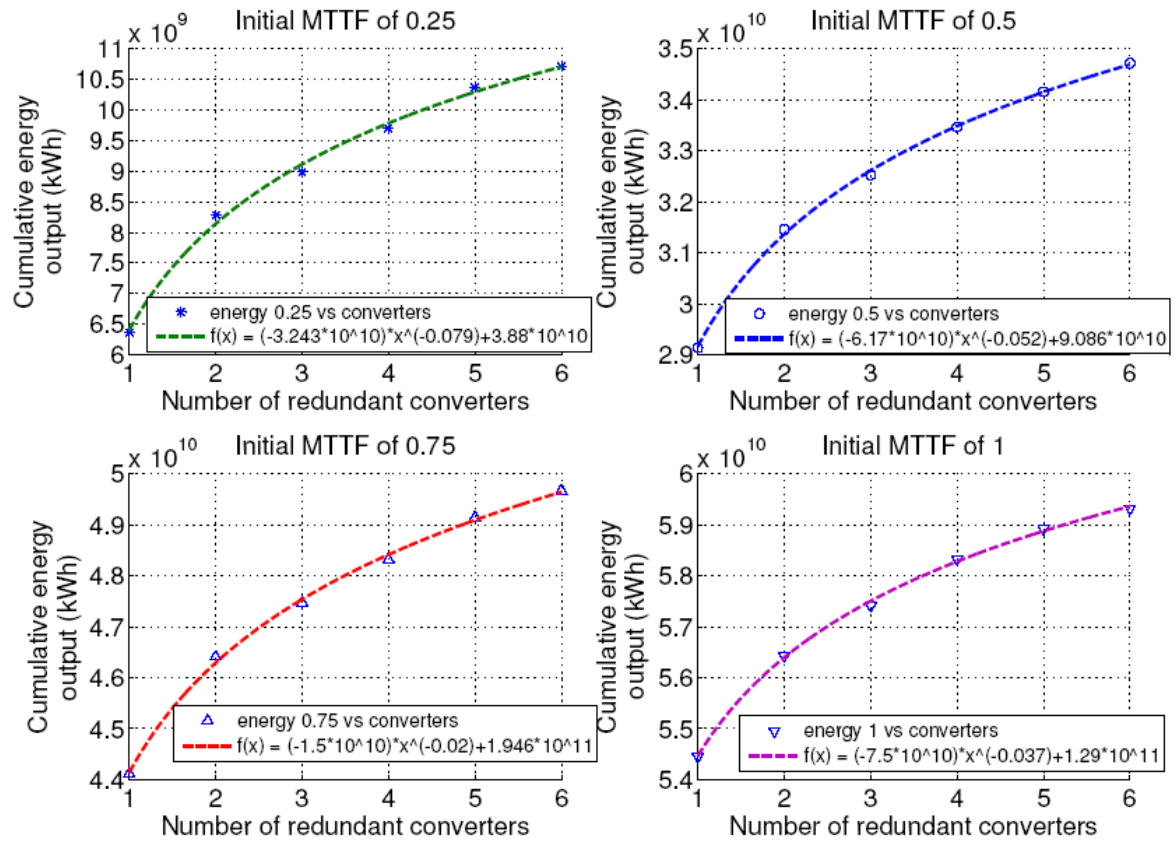 Initial MTTF of 0.25
x 10^9
11
10.5
10
9.5
9
8.5
8
7.5
7
6.5
6
Cumulative energy
output (kWh)
energy 0.25 vs converters
f(x) = (-3.243*10^10)*x^(-0.079)+3.88*10^10
1 2 3 4 5 6
Number of redundant converters
Initial MTTF of 0.5
x 10^10
3.5
3.4
3.3
3.2
3.1
3
2.9
Cumulative energy
output (kWh)
energy 0.5 vs converters
f(x) = (-6.17*10^10)*x^(-0.052)+9.086*10^10
1 2 3 4 5 6
Number of redundant converters
Initial MTTF of 0.75
x 10^10
5
4.9
4.8
4.7
4.6
4.5
4.4
Cumulative energy
output (kWh)
energy 0.75 vs converters
f(x) = (-1.5*10^10)*x^(-0.02)+1.946*10^11
1 2 3 4 5 6
Number of redundant converters
Initial MTTF of 1
x 10^10
6
5.9
5.8
5.7
5.6
5.5
5.4
Cumulative energy
output (kWh)
energy 1 vs converters
f(x) = (-7.5*10^10)*x^(-0.037)+1.29*10^11
1 2 3 4 5 6
Number of redundant converters